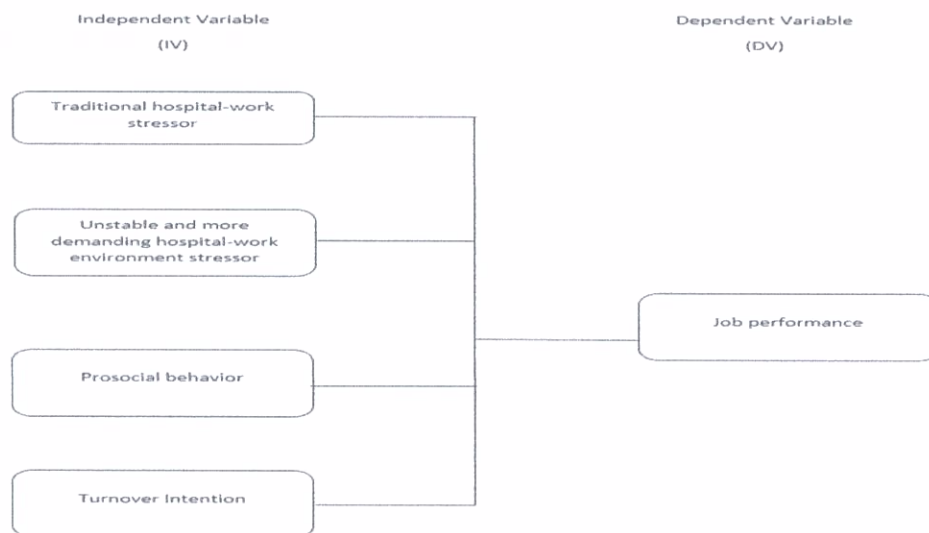 Independent Variable
(IV)
Dependent Variable
(DV)
Traditional hospital-work
stressor
Unstable and more
demanding hospital-work
environment stressor
Job performance
Prosocial behavior
Turnover Intention